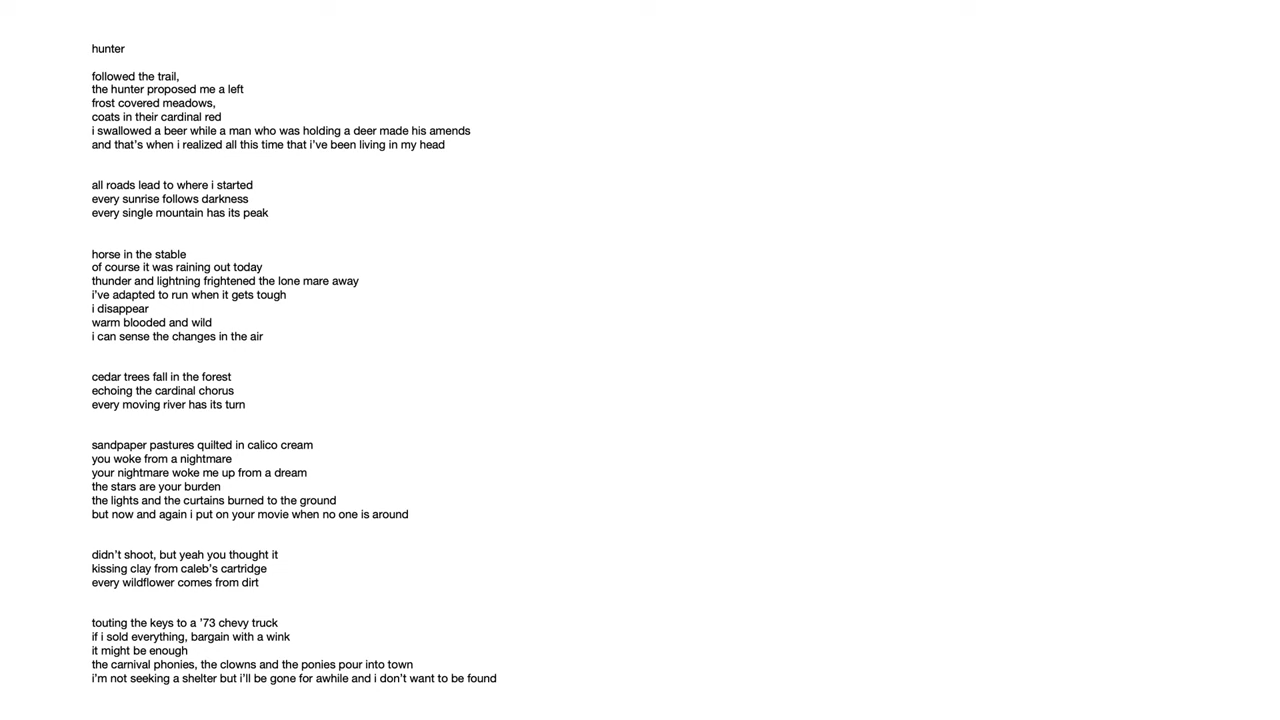 hunter
followed the trail,
the hunter proposed me a left
frost covered meadows,
coats in their cardinal red
i swallowed a beer while a man who was holding a deer made his amends
and that’s when i realized all this time that i’ve been living in my head
all roads lead to where i started
every sunrise follows darkness
every single mountain has its peak
horse in the stable
of course it was raining out today
thunder and lightning frightened the lone mare away
i’ve adapted to run when it gets tough
i disappear
warm blooded and wild
i can sense the changes in the air
cedar trees fall in the forest
echoing the cardinal chorus
every moving river has its turn
sandpaper pastures quilted in calico cream
you woke from a nightmare
your nightmare woke me up from a dream
the stars are your burden
the lights and the curtains burned to the ground
but now and again i put on your movie when no one is around
didn’t shoot, but yeah you thought it
kissing clay from caleb’s cartridge
every wildflower comes from dirt
touting the keys to a ’73 chevy truck
if i sold everything, bargain with a wink
it might be enough
the carnival phonies, the clowns and the ponies pour into town
i’m not seeking a shelter but i’ll be gone for awhile and i don’t want to be found